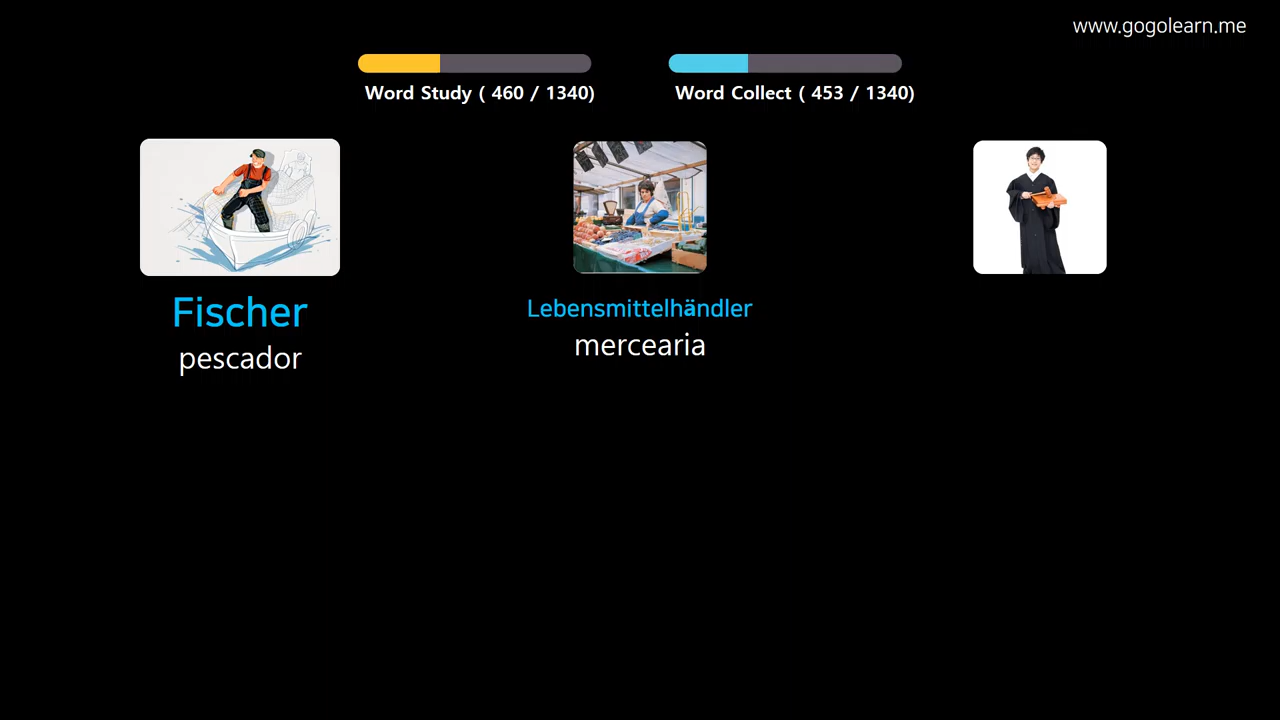 www.gogolearn.me
Word Study ( 460 / 1340)
Word Collect ( 453 / 1340)
Fischer
pescador
Lebensmittelhändler
mercearia